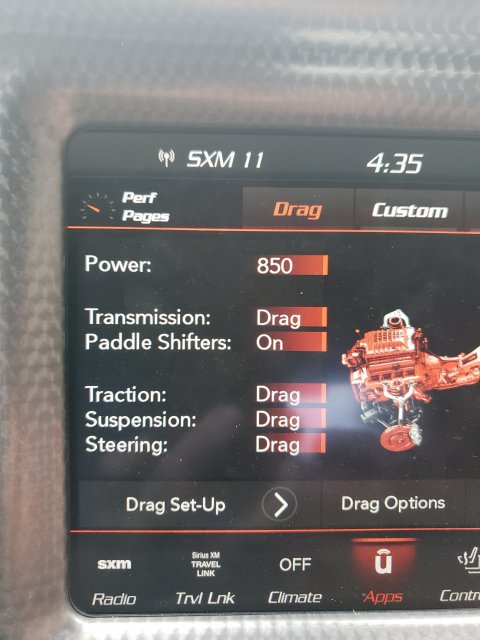 SXM 11 4:35
Perf
Pages
Drag Custom
Power: 850
Transmission: Drag
Paddle Shifters: On
Traction: Drag
Suspension: Drag
Steering: Drag
Drag Set-Up Drag Options
sxm
Sirius XM
TRAVEL
LINK
OFF
Radio Trvl Lnk Climate Apps